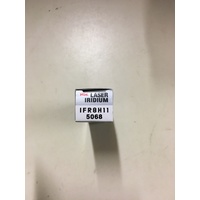 LASER
IRIDIUM
IFR8H11
5068